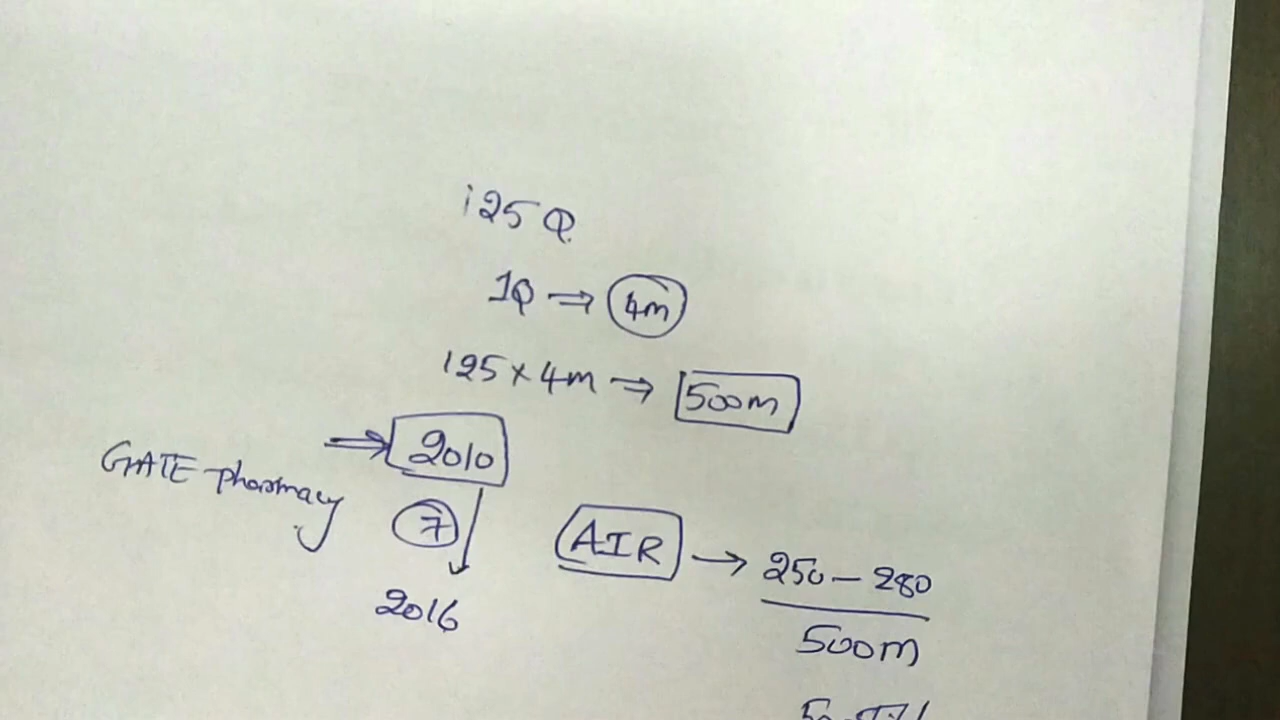 125 Q
1Q ⇒ 4m
125 × 4m ⇒ 500m
⇒ 2010
GATE-pharmacy
7
2016
AIR → 250 – 280
500m